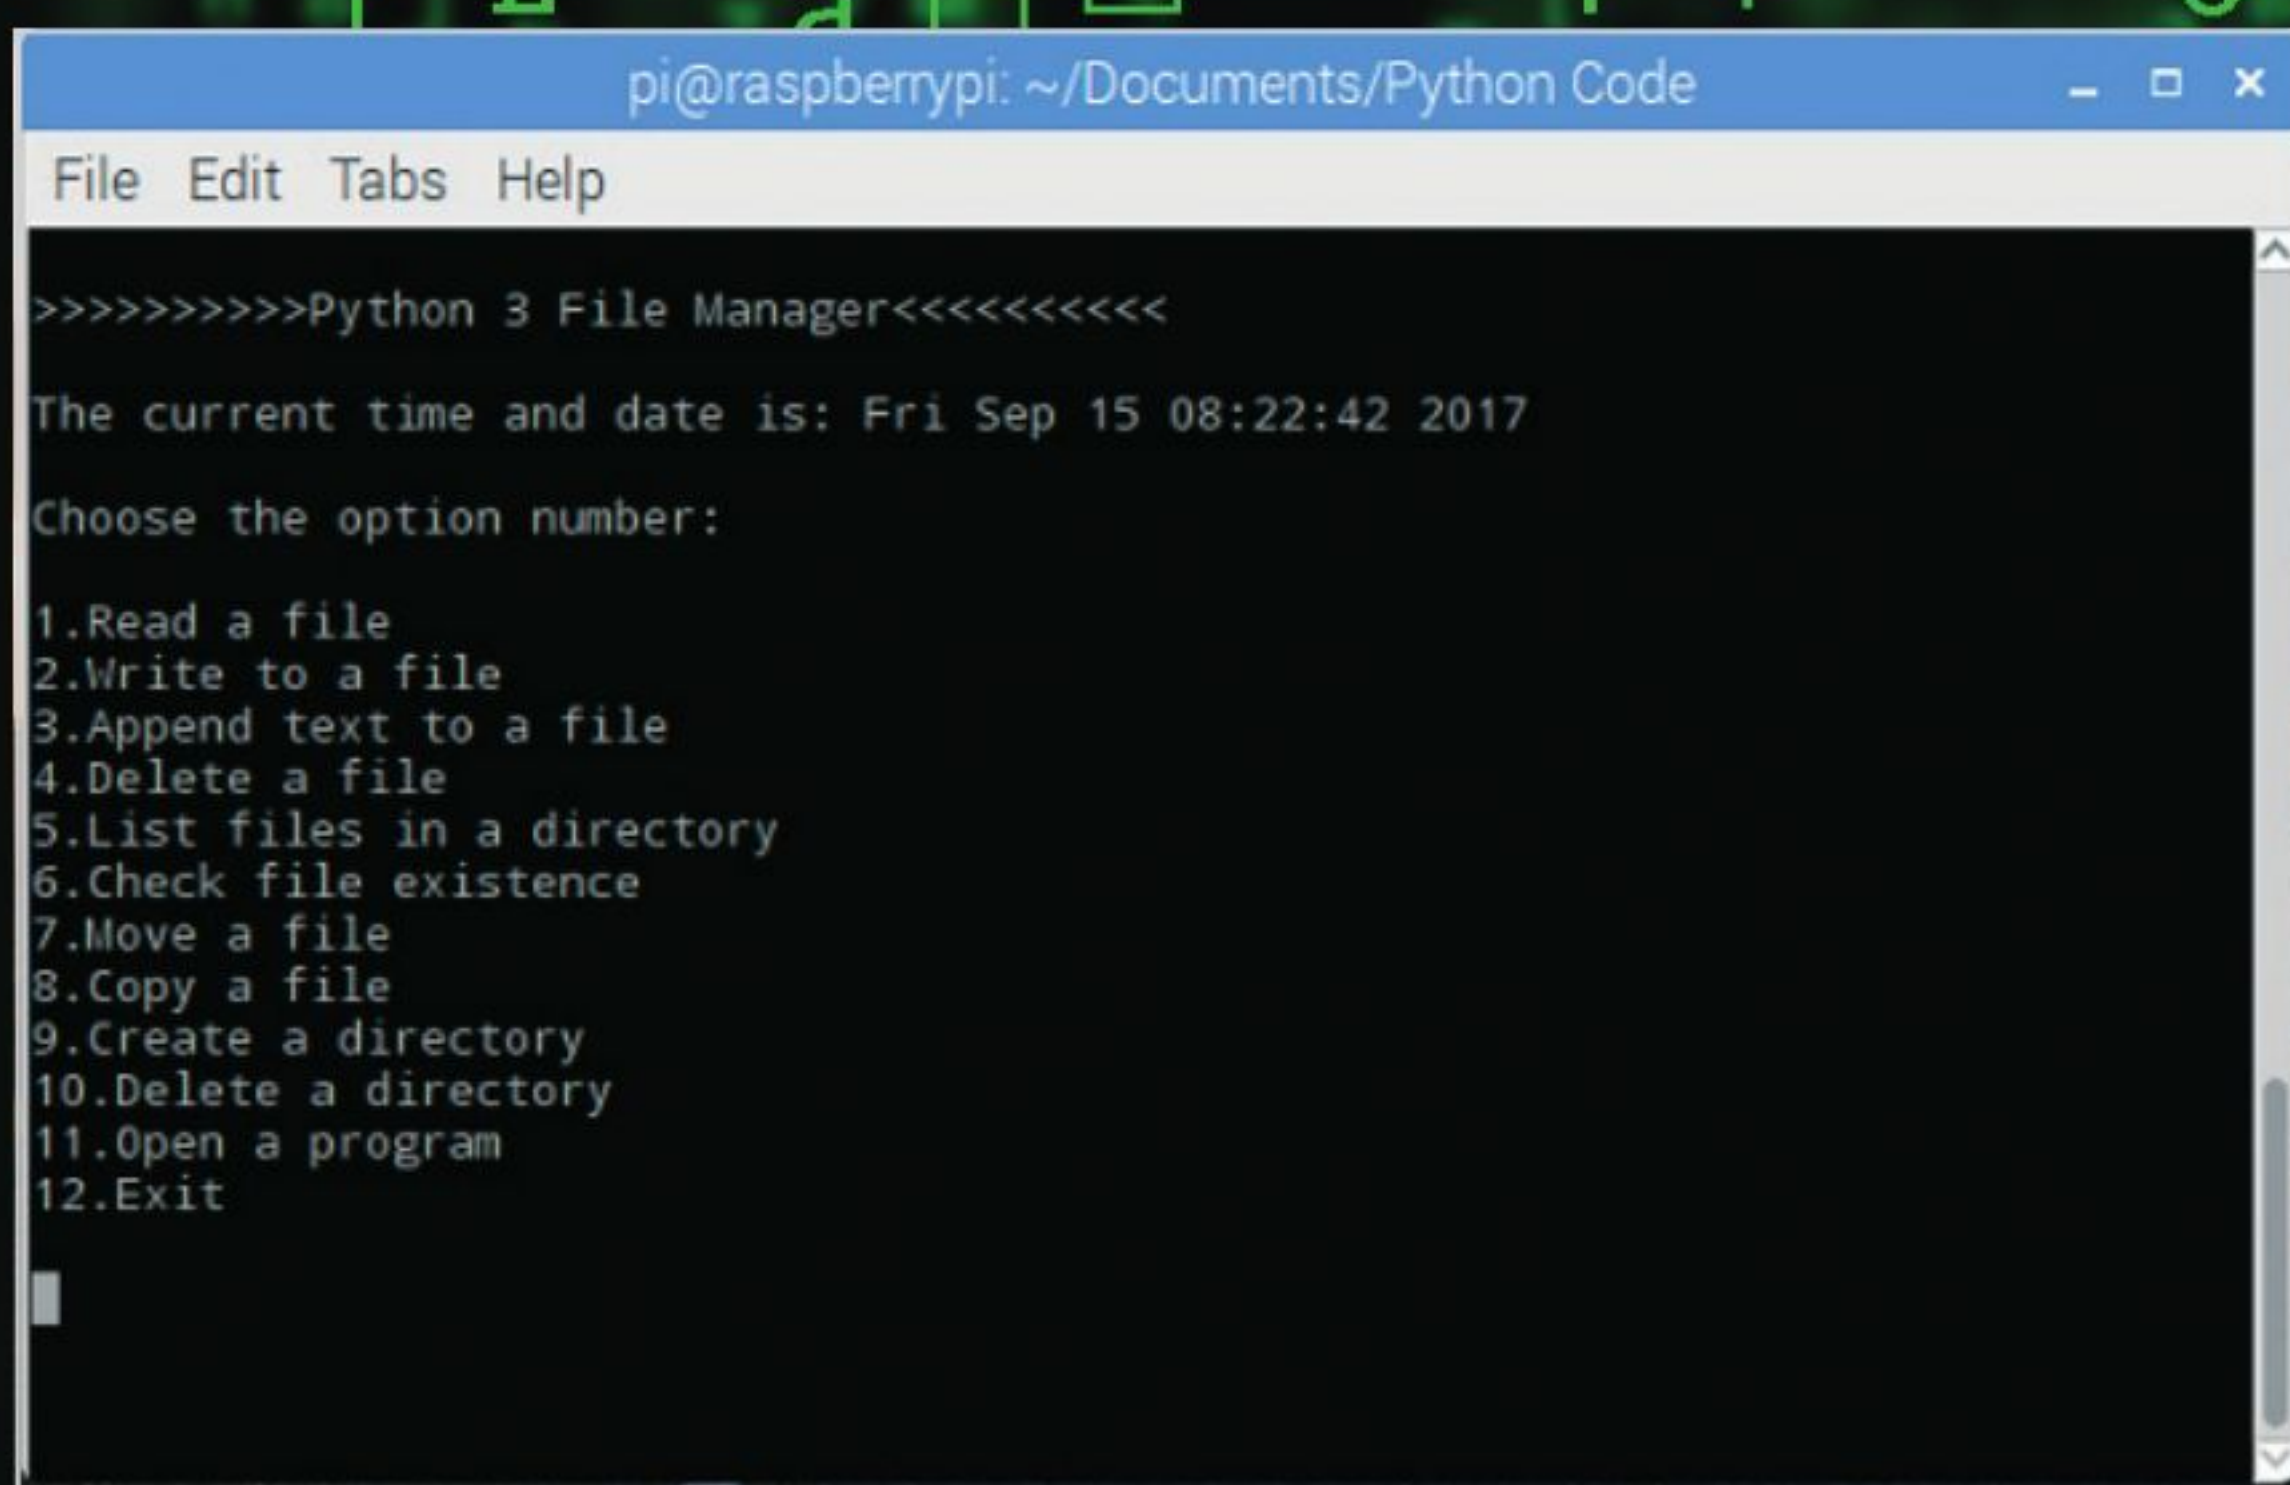 pi@raspberrypi: ~/Documents/Python Code
File Edit Tabs Help
>>>>>>>>>>Python 3 File Manager<<<<<<<<<<
The current time and date is: Fri Sep 15 08:22:42 2017
Choose the option number:
1.Read a file
2.Write to a file
3.Append text to a file
4.Delete a file
5.List files in a directory
6.Check file existence
7.Move a file
8.Copy a file
9.Create a directory
10.Delete a directory
11.Open a program
12.Exit